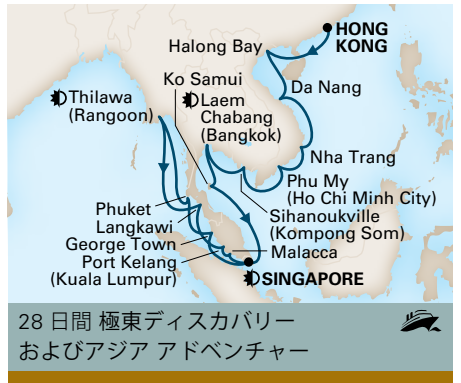 HONG
KONG
Halong Bay
Ko Samui
Thilawa
(Rangoon)
Laem
Chabang
(Bangkok)
Da Nang
Nha Trang
Phu My
(Ho Chi Minh City)
Sihanoukville
(Kompong Som)
Phuket
Langkawi
George Town
Port Kelang
(Kuala Lumpur)
Malacca
SINGAPORE
28 日間 極東ディスカバリー
およびアジア アドベンチャー